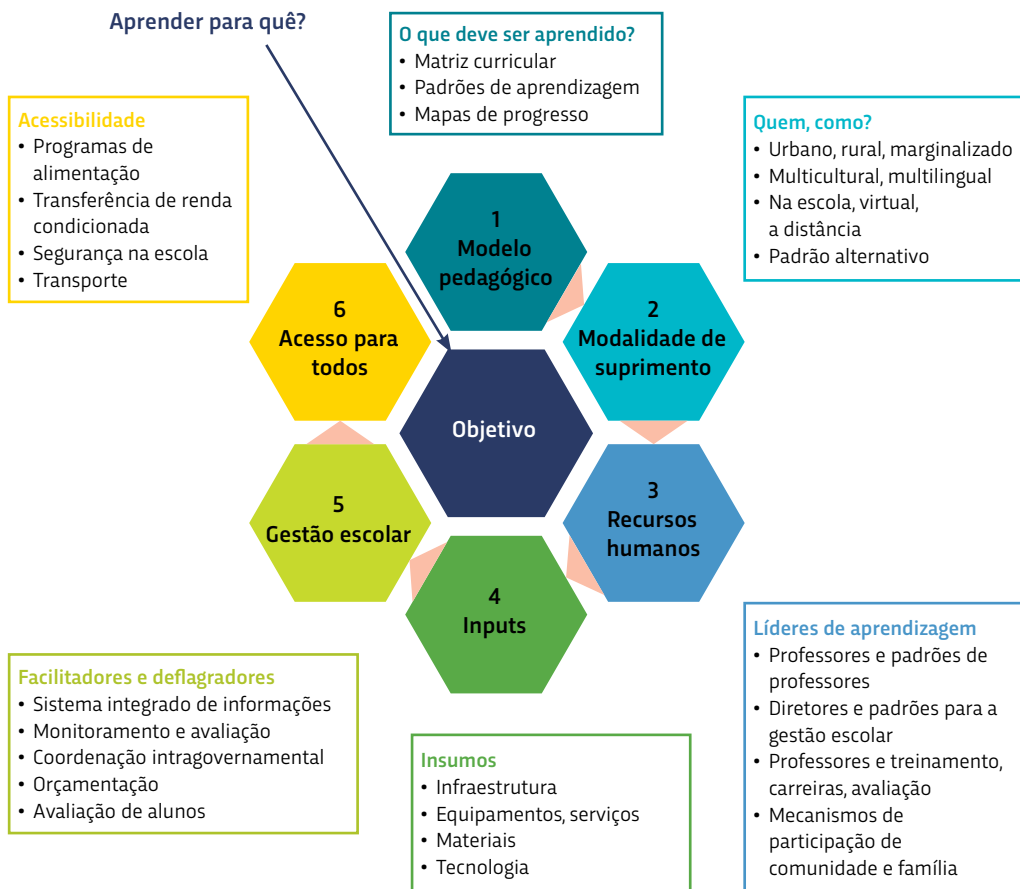 Aprender para quê?
O que deve ser aprendido?
• Matriz curricular
• Padrões de aprendizagem
• Mapas de progresso
Acessibilidade
• Programas de
alimentação
• Transferência de renda
condicionada
• Segurança na escola
• Transporte
Quem, como?
• Urbano, rural, marginalizado
• Multicultural, multilingual
• Na escola, virtual,
a distância
• Padrão alternativo
1
Modelo
pedagógico
2
Modalidade de
suprimento
3
Recursos
humanos
4
Inputs
5
Gestão escolar
6
Acesso para
todos
Objetivo
Líderes de aprendizagem
• Professores e padrões de
professores
• Diretores e padrões para a
gestão escolar
• Professores e treinamento,
carreiras, avaliação
• Mecanismos de
participação de
comunidade e família
Insumos
• Infraestrutura
• Equipamentos, serviços
• Materiais
• Tecnologia
Facilitadores e deflagradores
• Sistema integrado de informações
• Monitoramento e avaliação
• Coordenação intragovernamental
• Orçamentação
• Avaliação de alunos